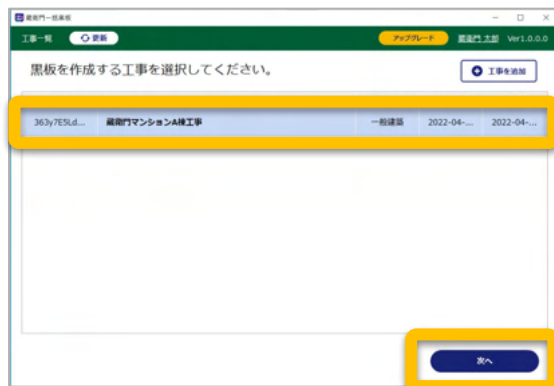 蔵衛門一括黒板
工事一覧 更新 アップグレード 蔵衛門 太郎 Ver1.0.0.0
黒板を作成する工事を選択してください。 工事を追加
363y7E5Ld... 蔵衛門マンションA棟工事 一般建築 2022-04-... 2022-04-...
次へ